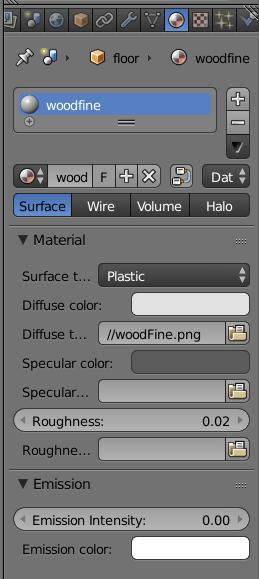 floor woodfine
woodfine
wood F Dat
Surface Wire Volume Halo
Material
Surface t... Plastic
Diffuse color:
Diffuse t... //woodFine.png
Specular color:
Specular...
Roughness: 0.02
Roughne...
Emission
Emission Intensity: 0.00
Emission color: